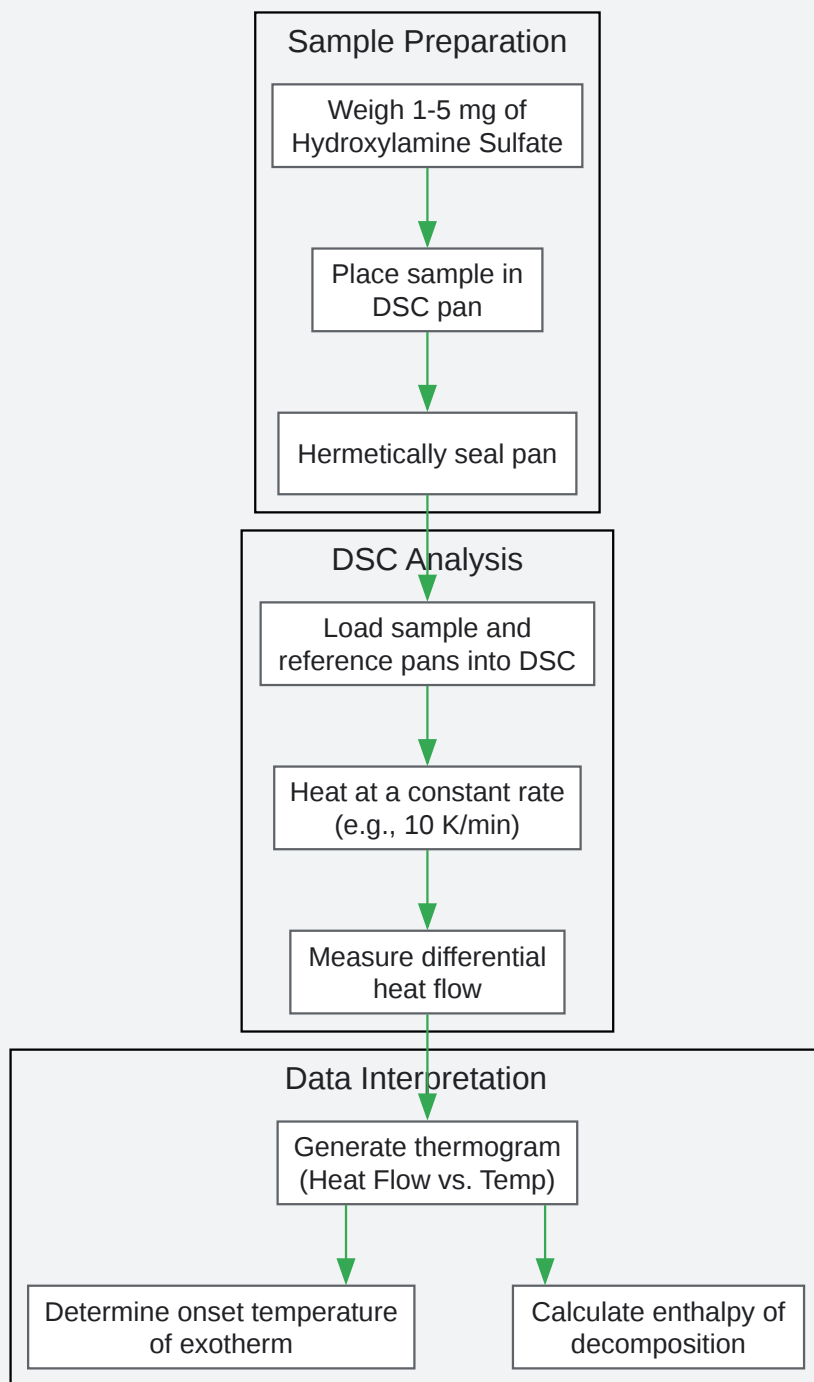 Sample Preparation
Weigh 1-5 mg of
Hydroxylamine Sulfate
Place sample in
DSC pan
Hermetically seal pan
DSC Analysis
Load sample and
reference pans into DSC
Heat at a constant rate
(e.g., 10 K/min)
Measure differential
heat flow
Data Interpretation
Generate thermogram
(Heat Flow vs. Temp)
Determine onset temperature
of exotherm
Calculate enthalpy of
decomposition